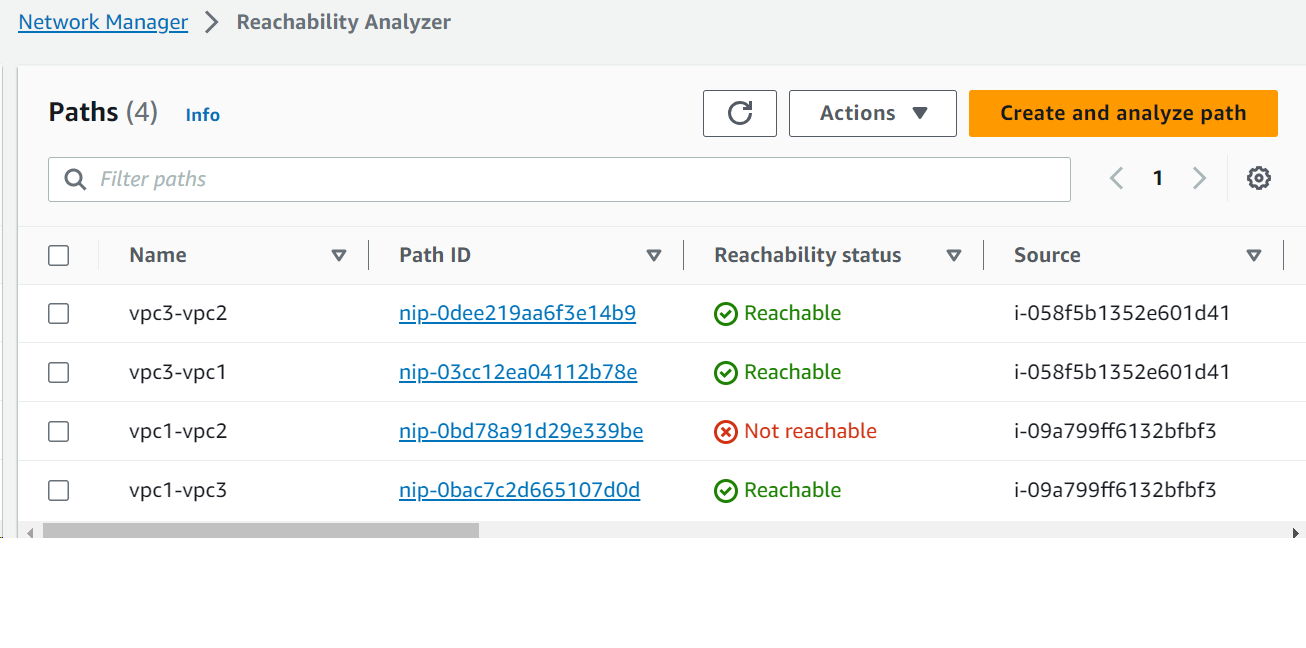 Network Manager > Reachability Analyzer
Paths (4) Info
Actions
Create and analyze path
Filter paths
1
Name Path ID Reachability status Source
vpc3-vpc2 nip-0dee219aa6f3e14b9 Reachable i-058f5b1352e601d41
vpc3-vpc1 nip-03cc12ea04112b78e Reachable i-058f5b1352e601d41
vpc1-vpc2 nip-0bd78a91d29e339be Not reachable i-09a799ff6132bfbf3
vpc1-vpc3 nip-0bac7c2d665107d0d Reachable i-09a799ff6132bfbf3